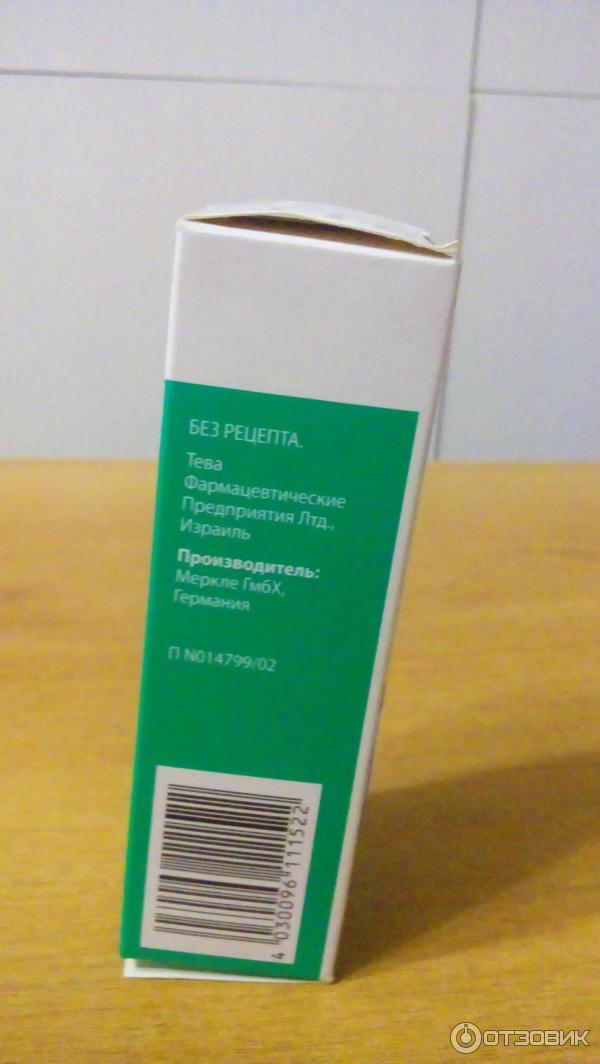 БЕЗ РЕЦЕПТА.
Тева
Фармацевтические
Предприятия Лтд.,
Израиль
Производитель:
Меркле ГмбХ,
Германия
П N014799/02
4 030096 111522
ОТЗОВИК